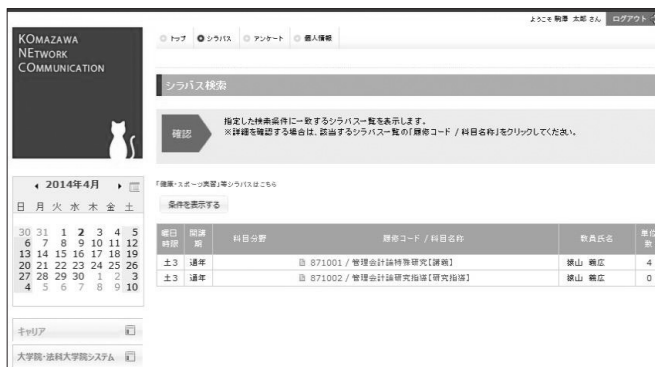 ようこそ 駒澤 太郎 さん ログアウト
KOMAZAWA
NETWORK
COMMUNICATION
トップ シラバス アンケート 個人情報
シラバス検索
確認
指定した検索条件に一致するシラバス一覧を表示します。
※詳細を確認する場合は、該当するシラバス一覧の「履修コード / 科目名称」をクリックしてください。
2014年4月
日 月 火 水 木 金 土
30 31 1 2 3 4 5
6 7 8 9 10 11 12
13 14 15 16 17 18 19
20 21 22 23 24 25 26
27 28 29 30 1 2 3
4 5 6 7 8 9 10
「健康・スポーツ実習」等シラバスはこちら
条件を表示する
曜日時限 開講期 科目分野 履修コード / 科目名称 教員氏名 単位数
土3 通年 871001 / 管理会計論特殊研究[講義] 義広 4
土3 通年 871002 / 管理会計論研究指導[研究指導] 義広 0
キャリア
大学院・法科大学院システム